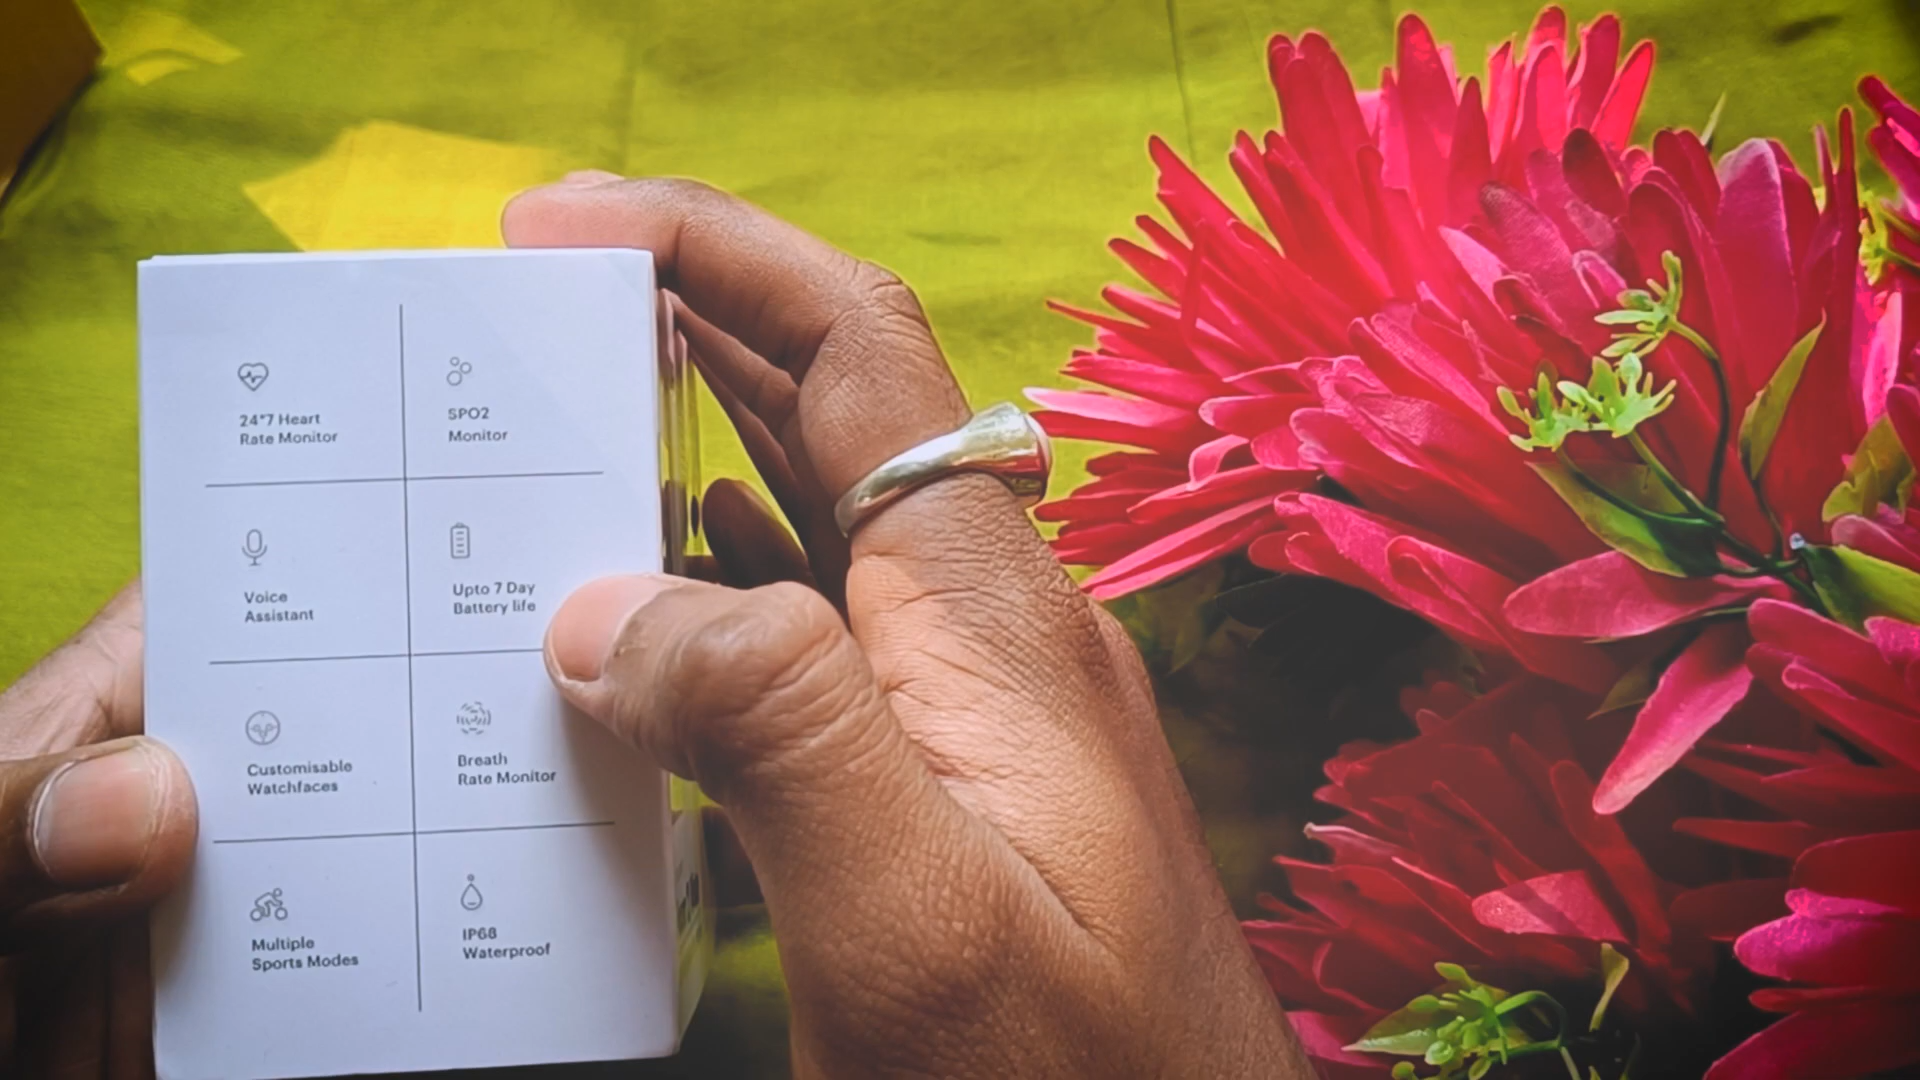 24*7 Heart
Rate Monitor
SPO2
Monitor
Voice
Assistant
Upto 7 Day
Battery life
Customisable
Watchfaces
Breath
Rate Monitor
Multiple
Sports Modes
IP68
Waterproof